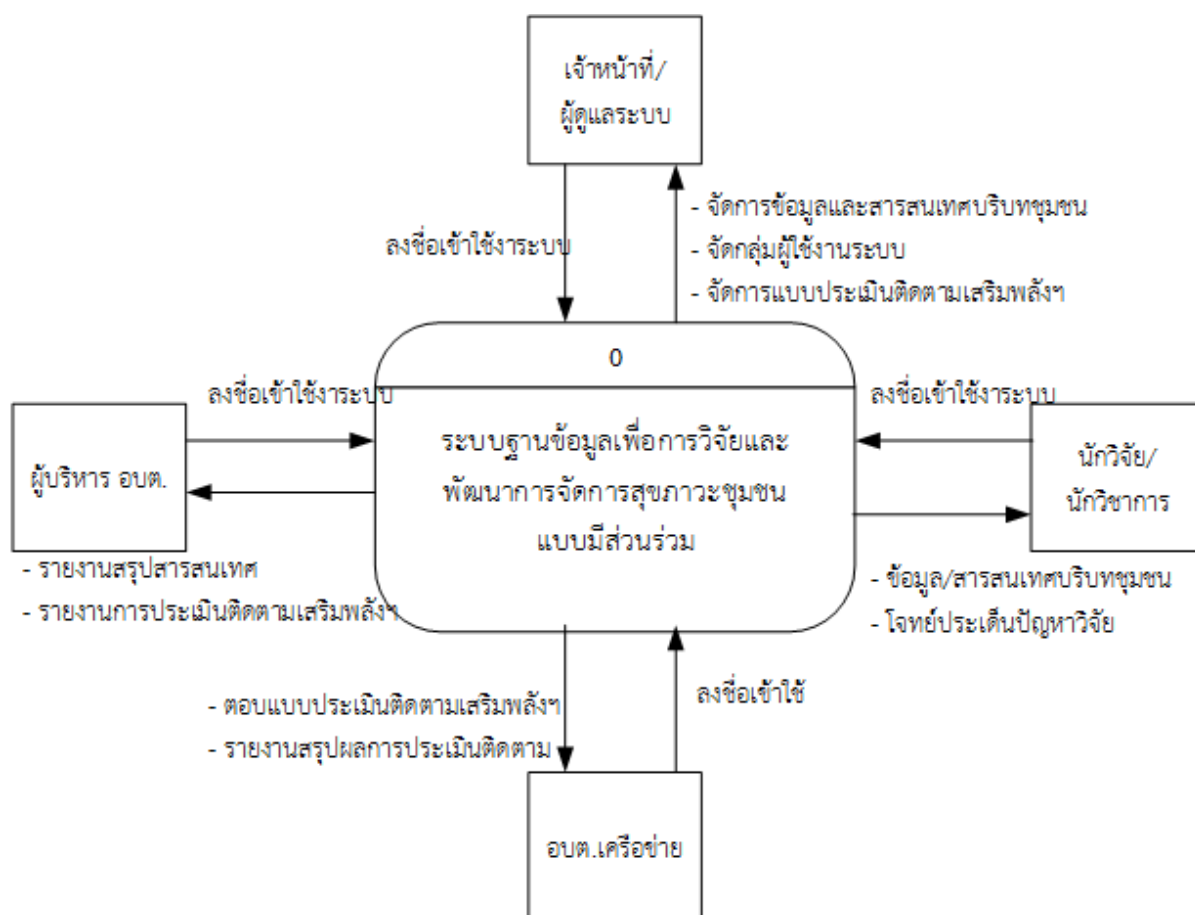 เจ้าหน้าที่/
ผู้ดูแลระบบ
ลงชื่อเข้าใช้งาระบบ
- จัดการข้อมูลและสารสนเทศบริบทชุมชน
- จัดกลุ่มผู้ใช้งานระบบ
- จัดการแบบประเมินติดตามเสริมพลังฯ
0
ระบบฐานข้อมูลเพื่อการวิจัยและ
พัฒนาการจัดการสุขภาวะชุมชน
แบบมีส่วนร่วม
ลงชื่อเข้าใช้งาระบบ
ผู้บริหาร อบต.
- รายงานสรุปสารสนเทศ
- รายงานการประเมินติดตามเสริมพลังฯ
ลงชื่อเข้าใช้งาระบบ
นักวิจัย/
นักวิชาการ
- ข้อมูล/สารสนเทศบริบทชุมชน
- โจทย์ประเด็นปัญหาวิจัย
- ตอบแบบประเมินติดตามเสริมพลังฯ
- รายงานสรุปผลการประเมินติดตาม
ลงชื่อเข้าใช้
อบต.เครือข่าย